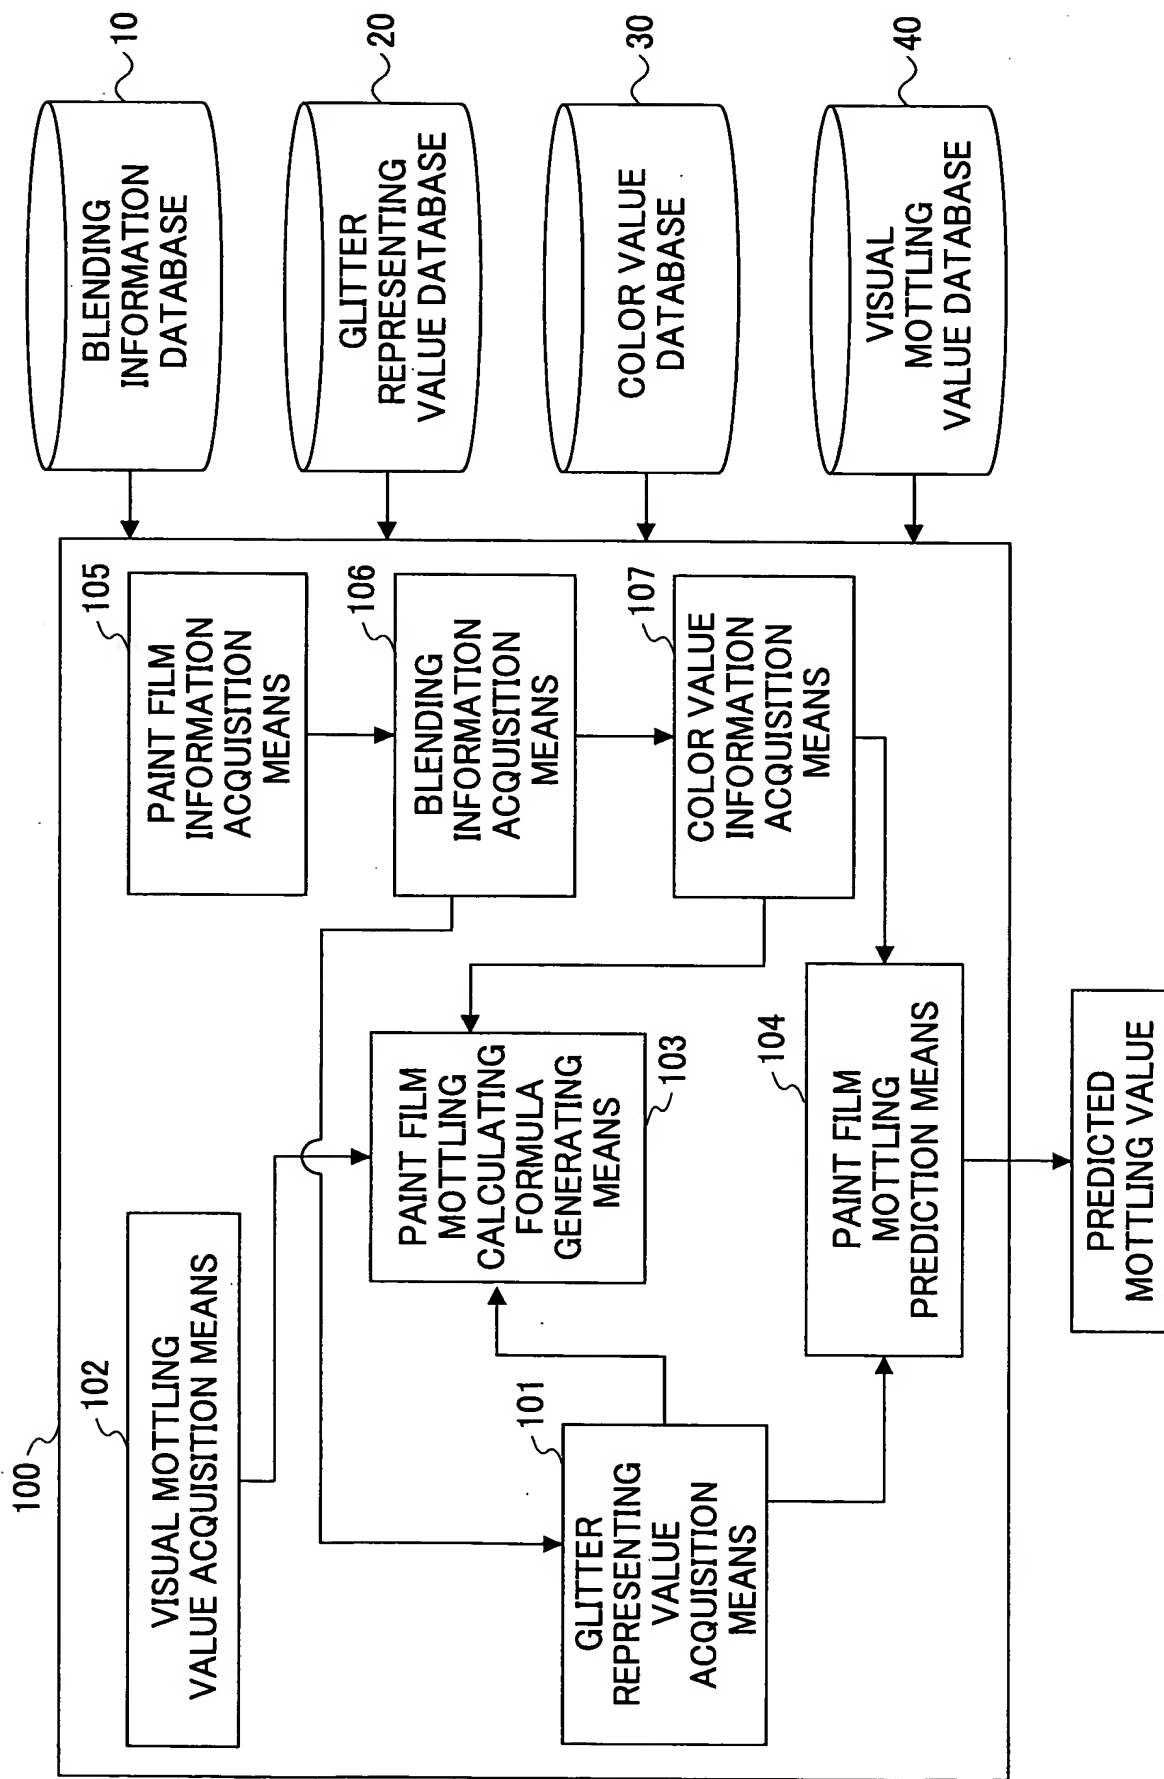 100
102
VISUAL MOTTLING
VALUE ACQUISITION MEANS
105
PAINT FILM
INFORMATION
ACQUISITION
MEANS
10
BLENDING
INFORMATION
DATABASE
106
BLENDING
INFORMATION
ACQUISITION
MEANS
20
GLITTER
REPRESENTING
VALUE DATABASE
PAINT FILM
MOTTLING
CALCULATING
FORMULA
GENERATING
MEANS
103
101
GLITTER
REPRESENTING
VALUE
ACQUISITION
MEANS
107
COLOR VALUE
INFORMATION
ACQUISITION
MEANS
30
COLOR VALUE
DATABASE
104
PAINT FILM
MOTTLING
PREDICTION MEANS
40
VISUAL
MOTTLING
VALUE DATABASE
PREDICTED
MOTTLING VALUE